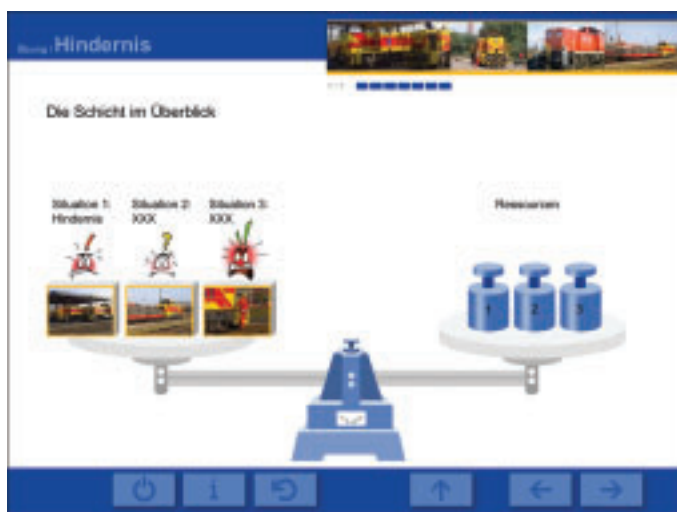 Hindernis
Die Schicht im Überblick
Situation 1: Situation 2: Situation 3:
Hindernis XXX XXX
Ressourcen
1 2 3
i